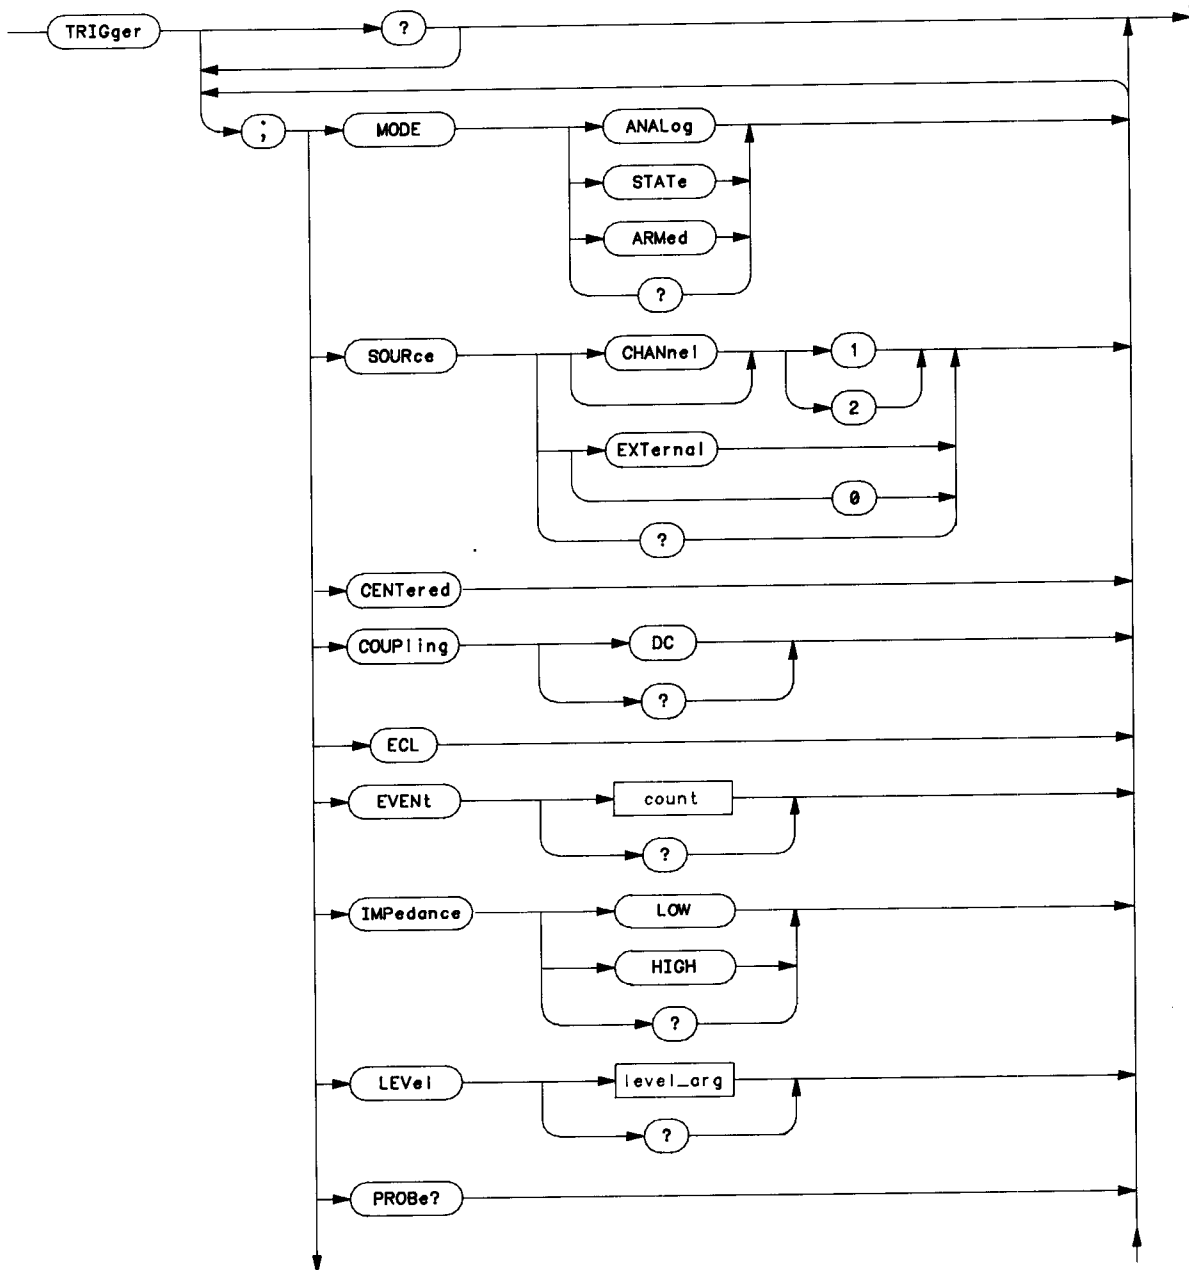 TRIGger ?
; MODE ANALog
STATe
ARMed
?
SOURce CHANnel 1
2
EXTernal
0
?
CENTered
COUPling DC
?
ECL
EVENt count
?
IMPedance LOW
HIGH
?
LEVel level_arg
?
PROBe?